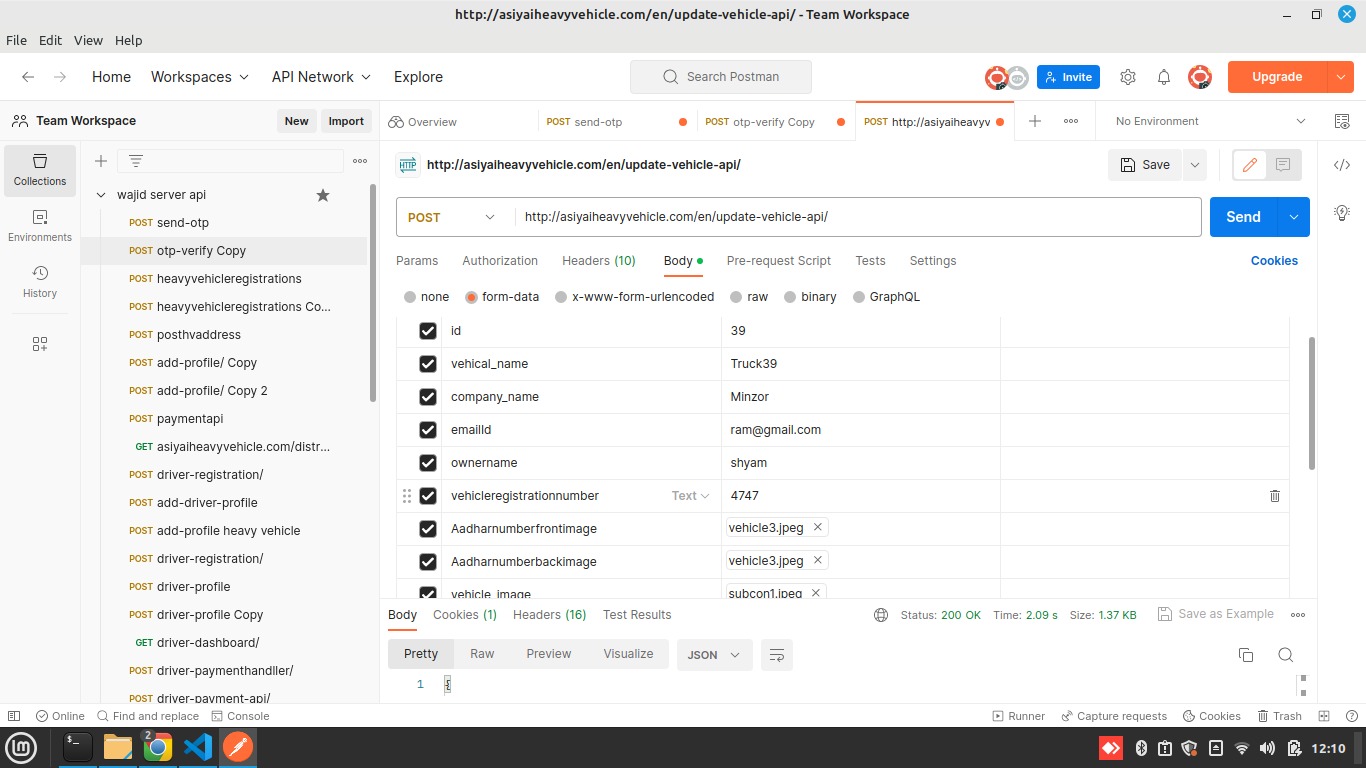 http://asiyaiheavyvehicle.com/en/update-vehicle-api/ - Team Workspace
File Edit View Help
Home Workspaces API Network Explore
Search Postman
Invite
Upgrade
Team Workspace
New Import
Overview
send-otp
otp-verify Copy
POST http://asiyaiheavyv
No Environment
Collections
Environments
History
wajid server api
POST send-otp
POST otp-verify Copy
POST heavyvehicleregistrations
POST heavyvehicleregistrations Co...
POST posthvaddress
POST add-profile/ Copy
POST add-profile/ Copy 2
POST paymentapi
GET asiyaiheavyvehicle.com/distr...
POST driver-registration/
POST add-driver-profile
POST add-profile heavy vehicle
POST driver-registration/
POST driver-profile
POST driver-profile Copy
GET driver-dashboard/
POST driver-paymenthandller/
POST driver-payment-api/
HTTP http://asiyaiheavyvehicle.com/en/update-vehicle-api/
Save
POST http://asiyaiheavyvehicle.com/en/update-vehicle-api/
Send
Params Authorization Headers (10) Body Pre-request Script Tests Settings Cookies
none form-data x-www-form-urlencoded raw binary GraphQL
id 39
vehical_name Truck39
company_name Minzor
emailId ram@gmail.com
ownername shyam
vehicleregistrationnumber Text 4747
Aadharnumberfrontimage vehicle3.jpeg
Aadharnumberbackimage vehicle3.jpeg
vehicle_image subcon1.jpeg
Body Cookies (1) Headers (16) Test Results
Status: 200 OK Time: 2.09 s Size: 1.37 KB Save as Example
Pretty Raw Preview Visualize JSON
1 {
Online Find and replace Console
Runner Capture requests Cookies Trash
2
12:10